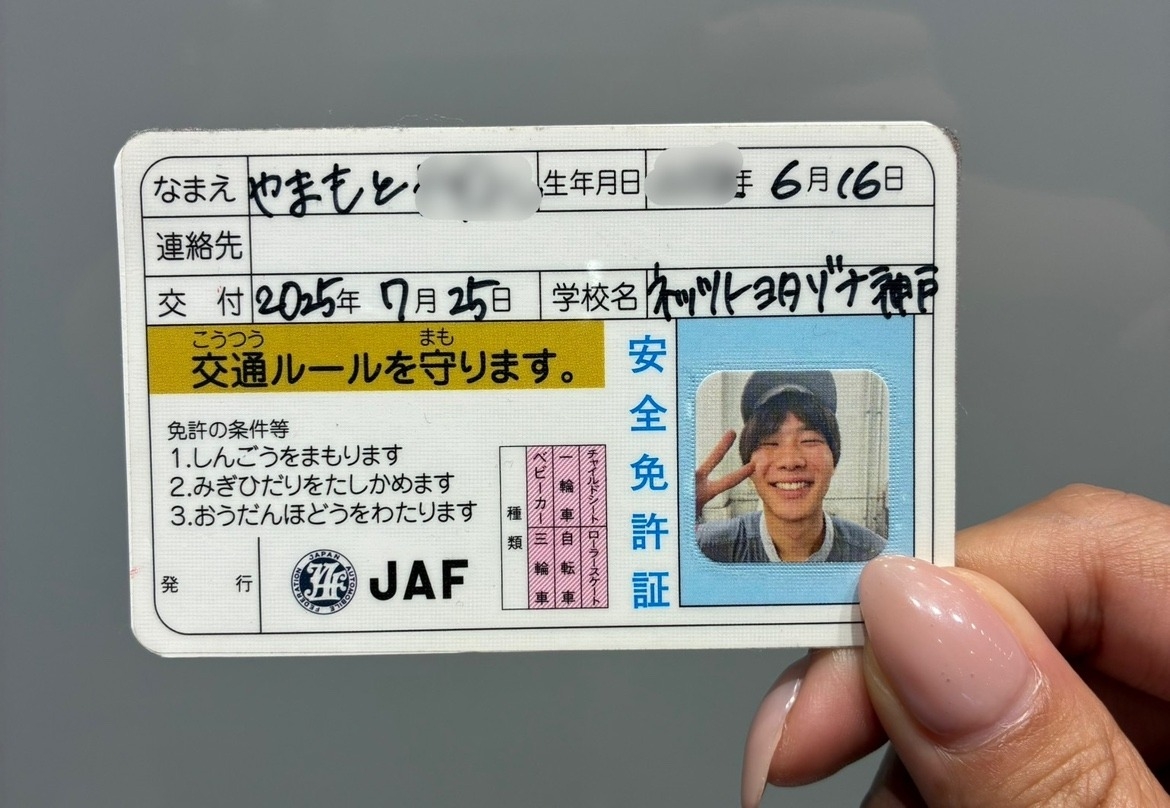 なまえ やまもと 生年月日 年 6月16日
連絡先
交付 2025年 7月25日 学校名 ネッツトヨタゾナ神戸
こうつう まも
交通ルールを守ります。
安全免許証
免許の条件等
1.しんごうをまもります
2.みぎひだりをたしかめます
3.おうだんほどうをわたります
種類
ベビーカー 一輪車 チャイルドシート
三輪車 自転車 ローラースケート
発行
JAPAN AUTOMOBILE FEDERATION
JAF
JAF